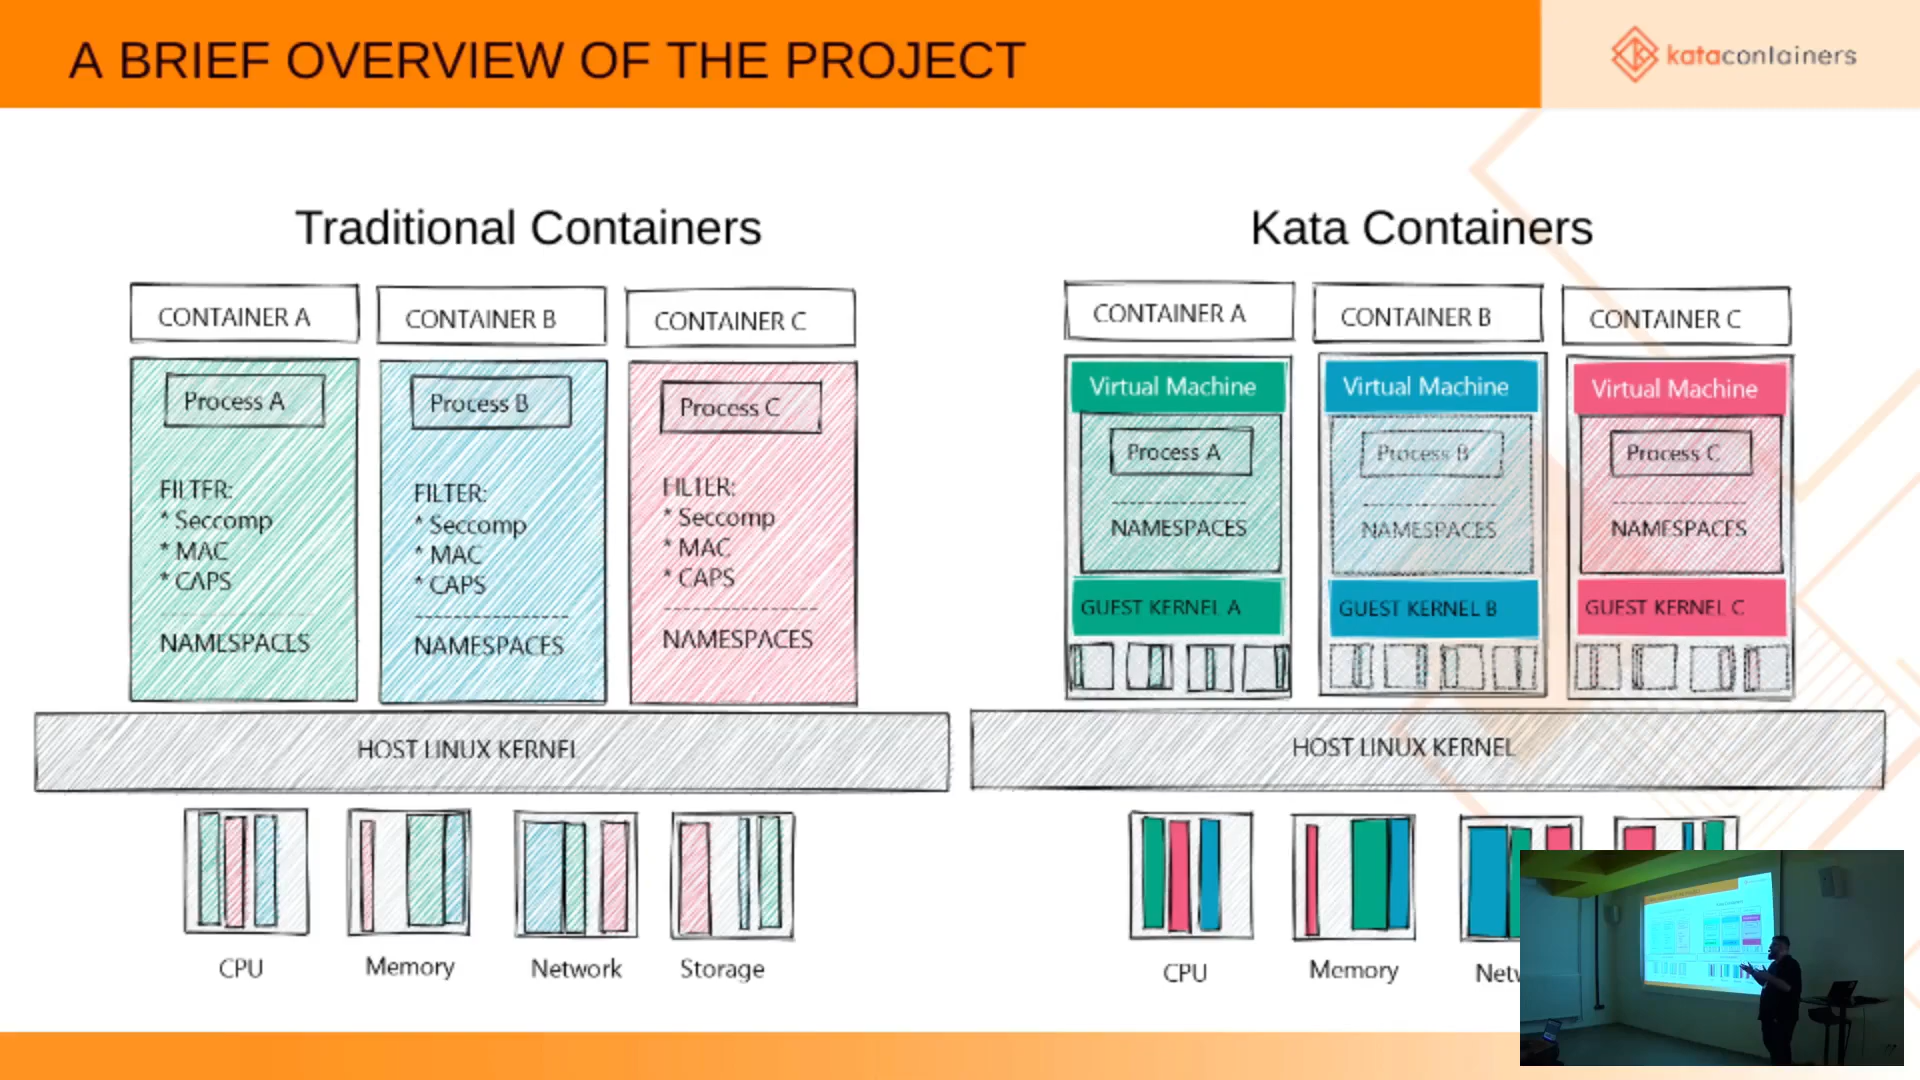 A BRIEF OVERVIEW OF THE PROJECT
katacontainers
Traditional Containers
CONTAINER A
CONTAINER B
CONTAINER C
Process A
Process B
Process C
FILTER:
* Seccomp
* MAC
* CAPS
NAMESPACES
FILTER:
* Seccomp
* MAC
* CAPS
NAMESPACES
FILTER:
* Seccomp
* MAC
* CAPS
NAMESPACES
HOST LINUX KERNEL
CPU
Memory
Network
Storage
Kata Containers
CONTAINER A
CONTAINER B
CONTAINER C
Virtual Machine
Virtual Machine
Virtual Machine
Process A
Process B
Process C
NAMESPACES
NAMESPACES
NAMESPACES
GUEST KERNEL A
GUEST KERNEL B
GUEST KERNEL C
HOST LINUX KERNEL
CPU
Memory